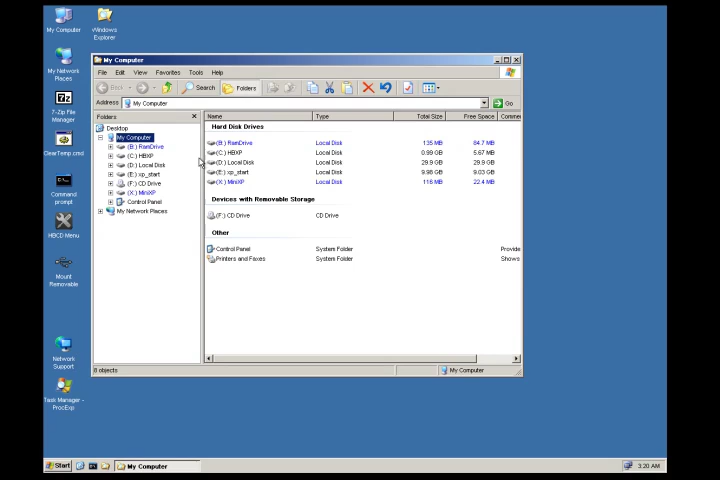 My Computer
Windows
Explorer
My Network
Places
7-Zip File
Manager
ClearTemp.cmd
Command
prompt
HBCD Menu
Mount
Removable
Network
Support
Task Manager -
ProcExp
My Computer
File Edit View Favorites Tools Help
Back Search Folders
Address My Computer Go
Folders
Desktop
My Computer
(B:) RamDrive
(C:) HBXP
(D:) Local Disk
(E:) xp_start
(F:) CD Drive
(X:) MiniXP
Control Panel
My Network Places
Name Type Total Size Free Space Commen
Hard Disk Drives
(B:) RamDrive Local Disk 135 MB 84.7 MB
(C:) HBXP Local Disk 0.99 GB 5.67 MB
(D:) Local Disk Local Disk 29.9 GB 29.9 GB
(E:) xp_start Local Disk 9.98 GB 9.03 GB
(X:) MiniXP Local Disk 116 MB 22.4 MB
Devices with Removable Storage
(F:) CD Drive CD Drive
Other
Control Panel System Folder Provide
Printers and Faxes System Folder Shows
8 objects My Computer
Start My Computer 3:20 AM